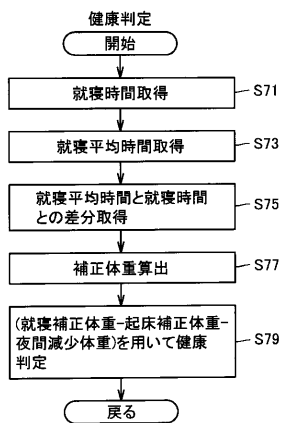 健康判定
開始
就寝時間取得
S71
就寝平均時間取得
S73
就寝平均時間と就寝時間
との差分取得
S75
補正体重算出
S77
(就寝補正体重-起床補正体重-
夜間減少体重)を用いて健康
判定
S79
戻る